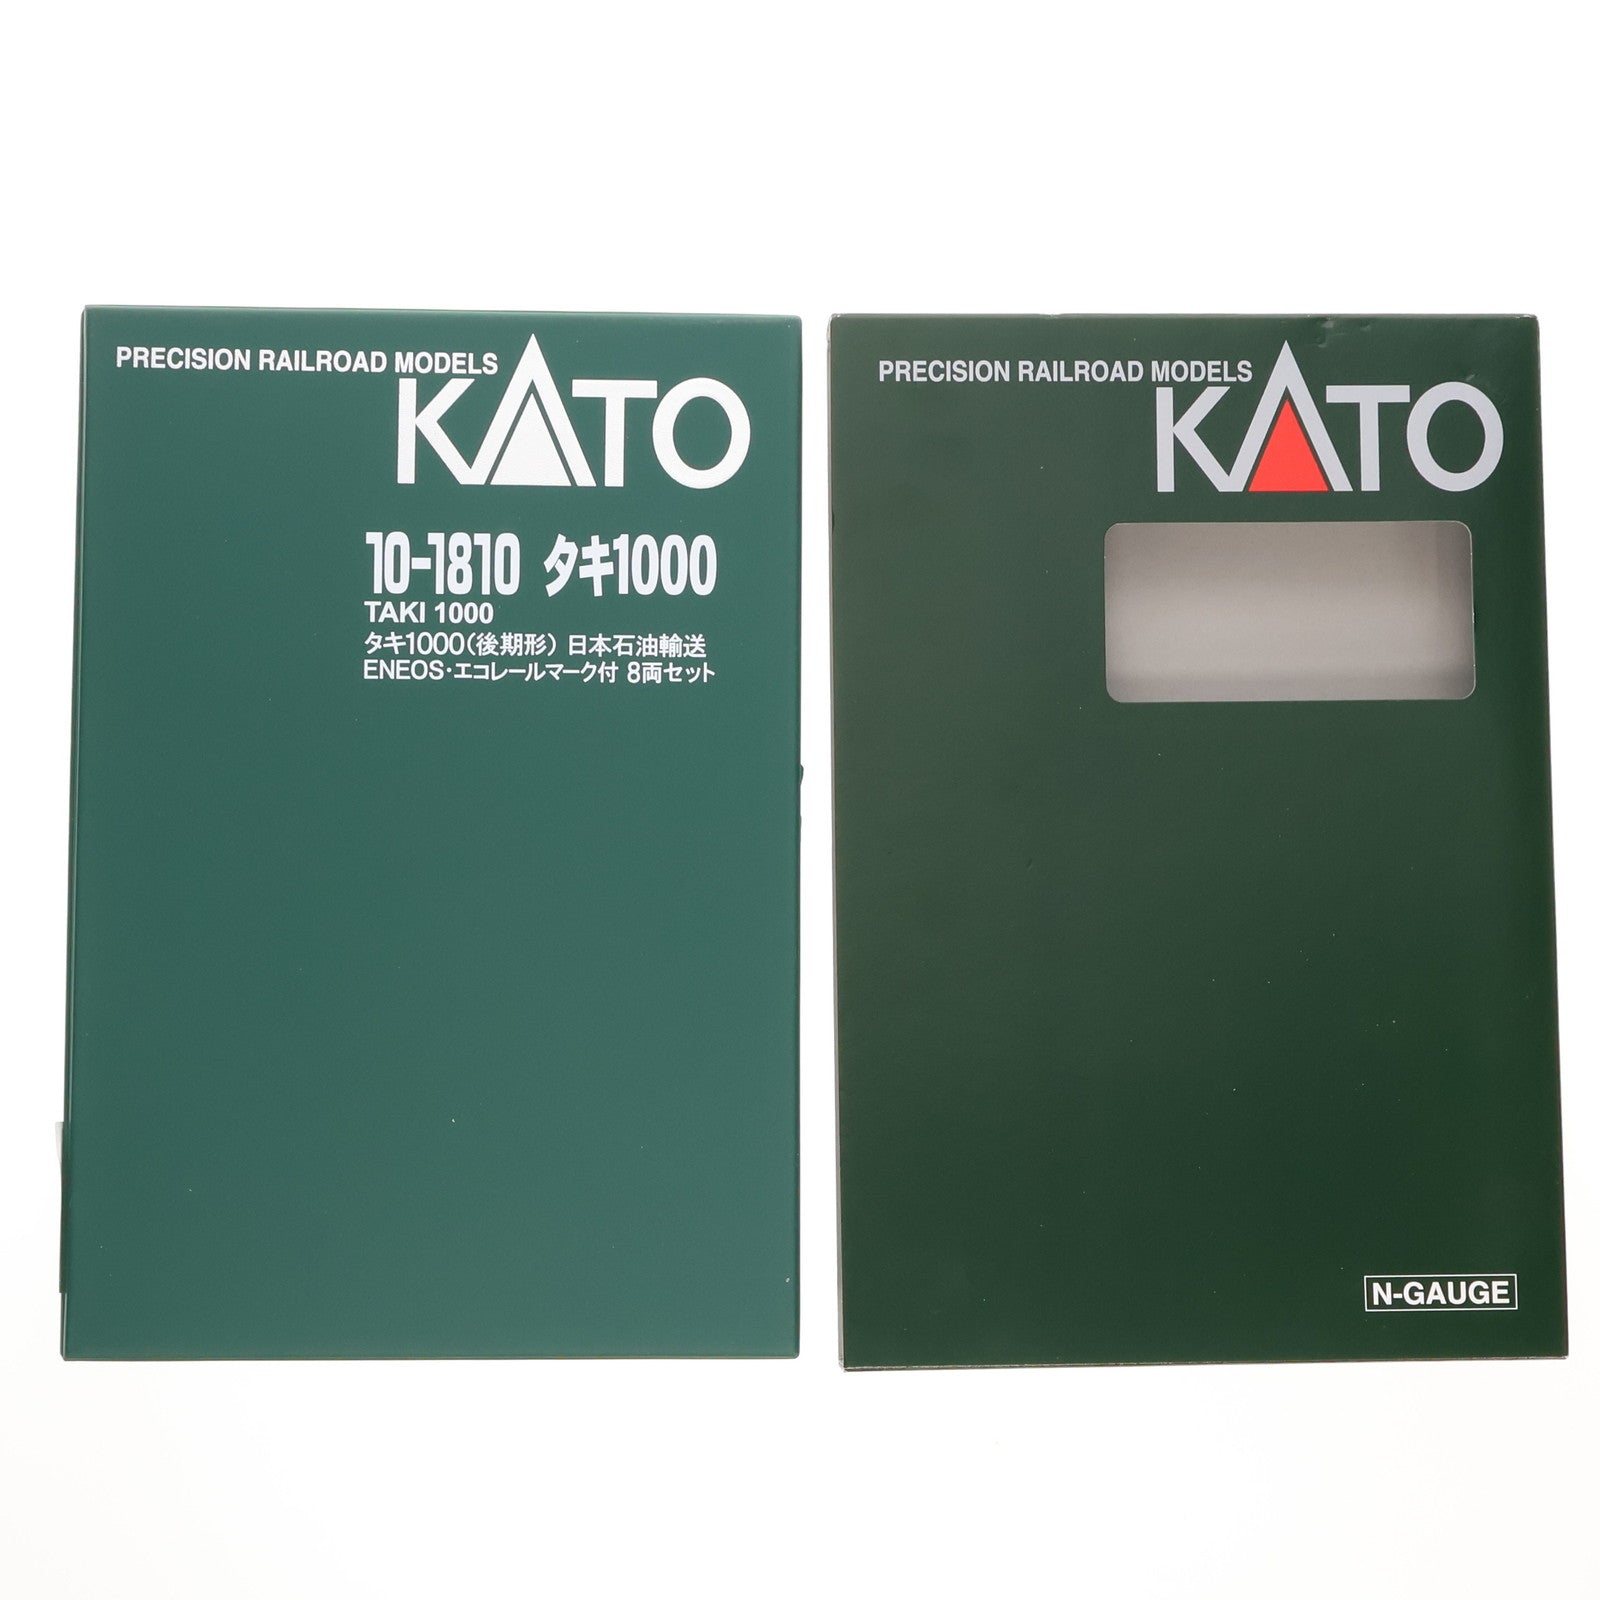 PRECISION RAILROAD MODELS
KATO
10-1810 タキ1000
TAKI 1000
タキ1000(後期形) 日本石油輸送
ENEOS・エコレールマーク付 8両セット
PRECISION RAILROAD MODELS
KATO
N-GAUGE